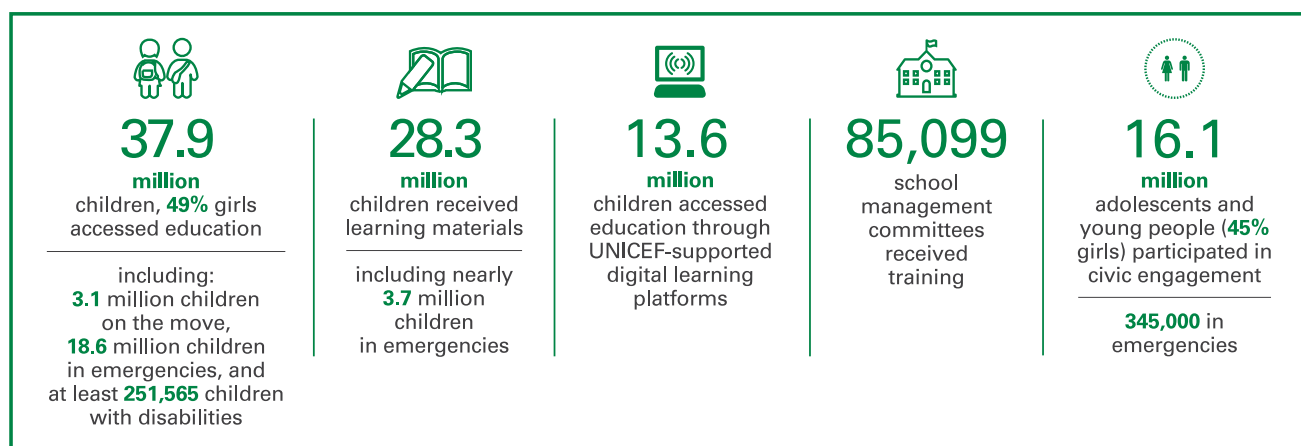 37.9
million
children, 49% girls
accessed education
including:
3.1 million children
on the move,
18.6 million children
in emergencies, and
at least 251,565 children
with disabilities
28.3
million
children received
learning materials
including nearly
3.7 million
children
in emergencies
13.6
million
children accessed
education through
UNICEF-supported
digital learning
platforms
85,099
school
management
committees
received
training
16.1
million
adolescents and
young people (45%
girls) participated in
civic engagement
345,000 in
emergencies